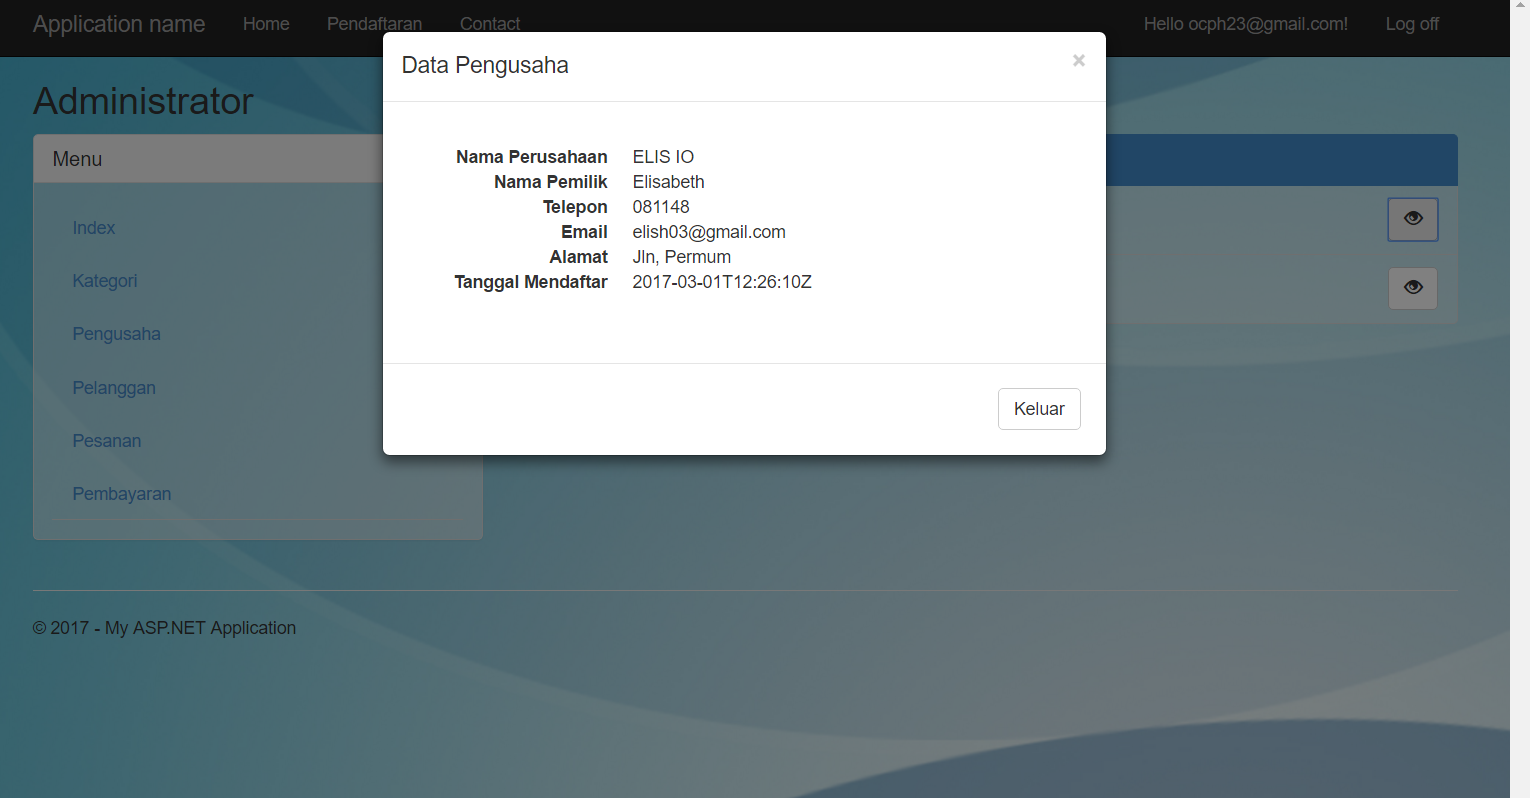 Application name Home Pendaftaran Contact Hello ocph23@gmail.com! Log off
Data Pengusaha ×
Administrator
Menu
Nama Perusahaan ELIS IO
Nama Pemilik Elisabeth
Telepon 081148
Email elish03@gmail.com
Alamat Jln, Permum
Tanggal Mendaftar 2017-03-01T12:26:10Z
Keluar
Index
Kategori
Pengusaha
Pelanggan
Pesanan
Pembayaran
© 2017 - My ASP.NET Application